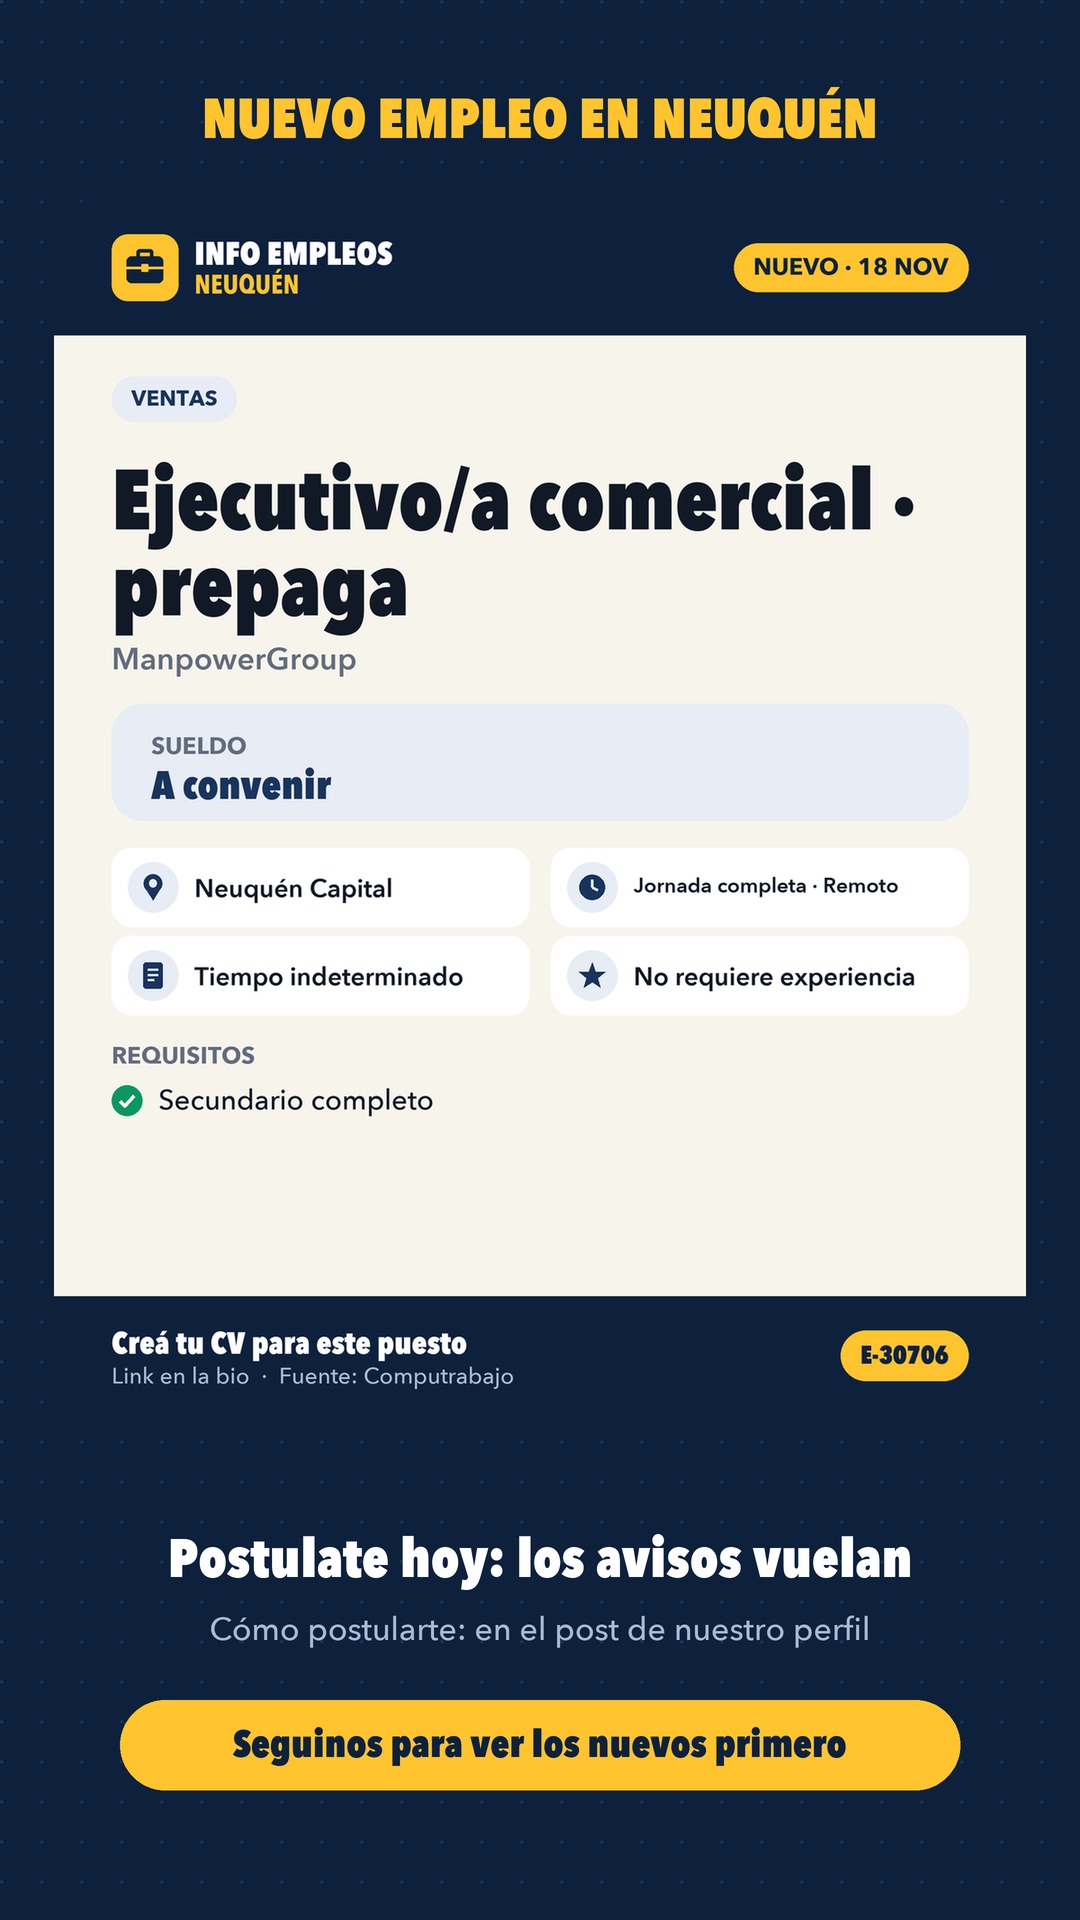 NUEVO EMPLEO EN NEUQUÉN
INFO EMPLEOS
NEUQUÉN
NUEVO · 18 NOV
VENTAS
Ejecutivo/a comercial ·
prepaga
ManpowerGroup
SUELDO
A convenir
Neuquén Capital
Jornada completa · Remoto
Tiempo indeterminado
No requiere experiencia
REQUISITOS
Secundario completo
Creá tu CV para este puesto
Link en la bio · Fuente: Computrabajo
E-30706
Postulate hoy: los avisos vuelan
Cómo postularte: en el post de nuestro perfil
Seguinos para ver los nuevos primero